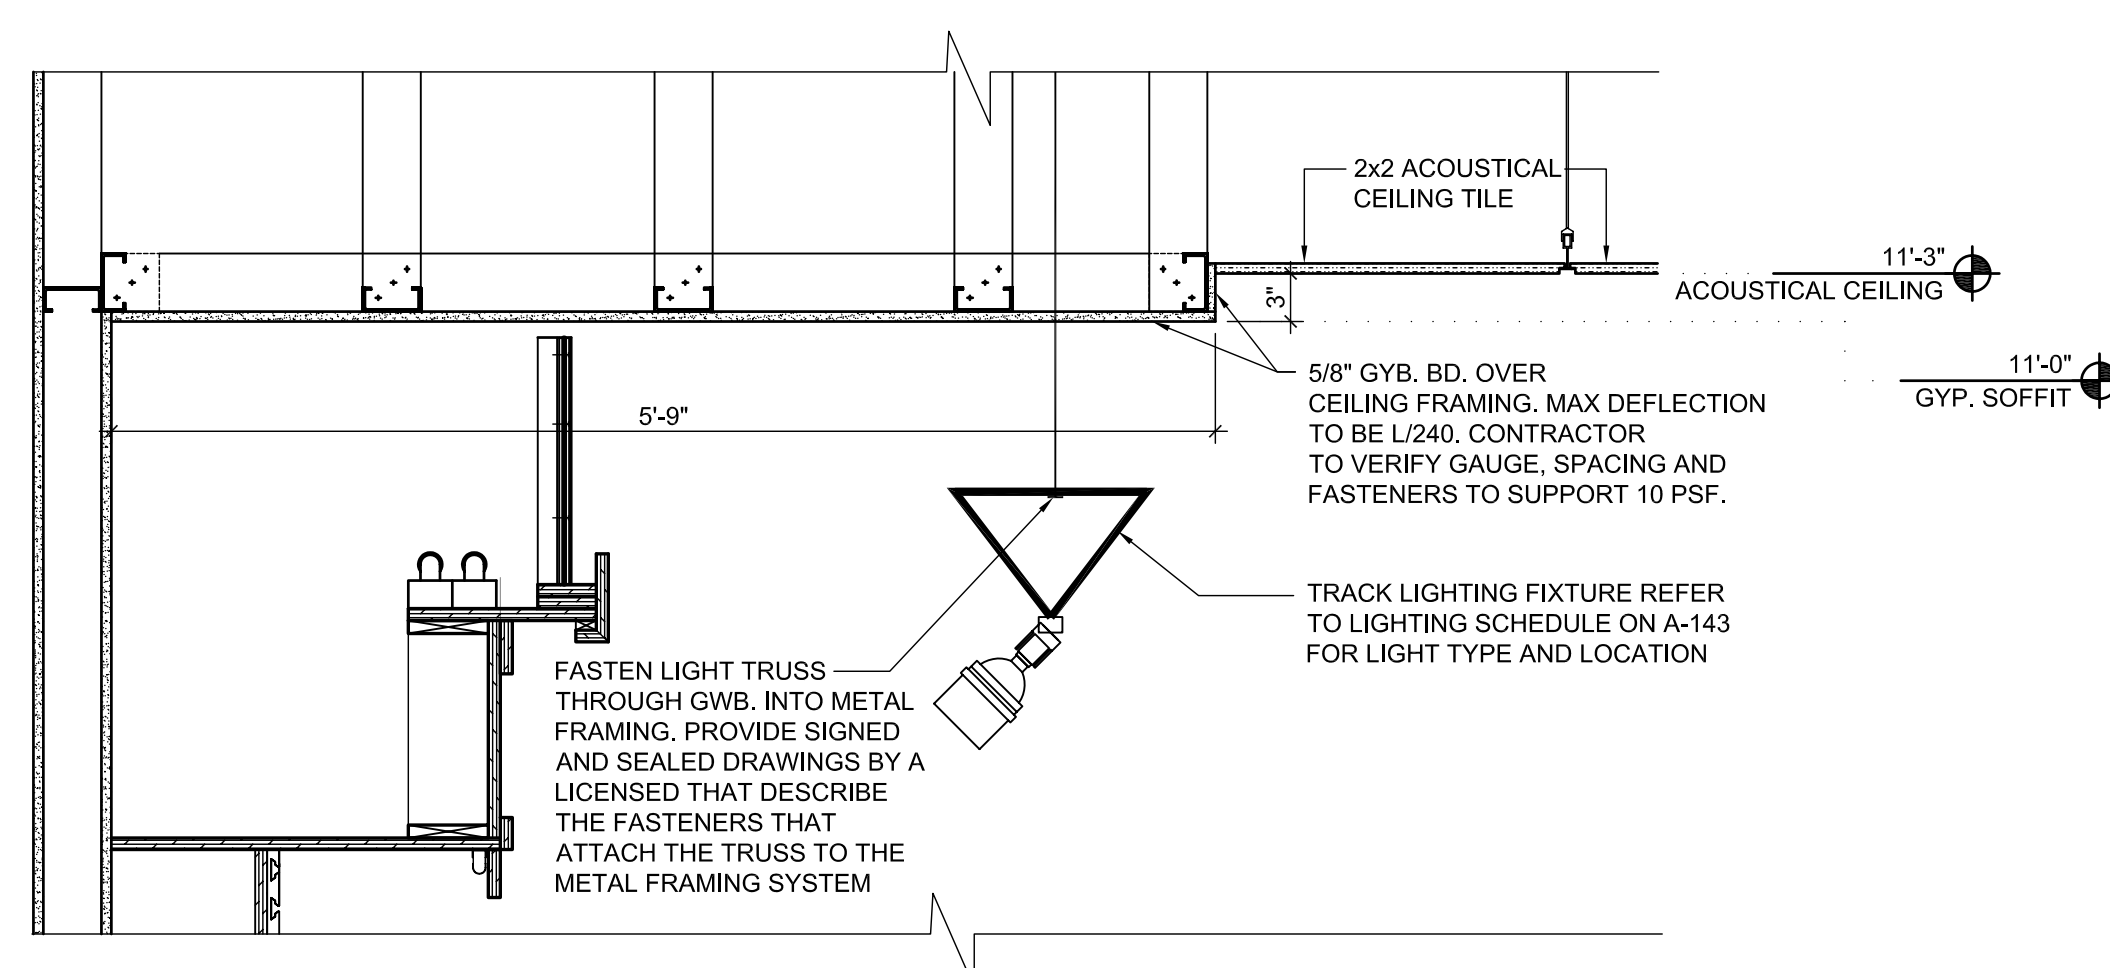 2x2 ACOUSTICAL
CEILING TILE
11'-3"
ACOUSTICAL CEILING
3"
11'-0"
GYP. SOFFIT
5/8" GYB. BD. OVER
CEILING FRAMING. MAX DEFLECTION
TO BE L/240. CONTRACTOR
TO VERIFY GAUGE, SPACING AND
FASTENERS TO SUPPORT 10 PSF.
5'-9"
TRACK LIGHTING FIXTURE REFER
TO LIGHTING SCHEDULE ON A-143
FOR LIGHT TYPE AND LOCATION
FASTEN LIGHT TRUSS
THROUGH GWB. INTO METAL
FRAMING. PROVIDE SIGNED
AND SEALED DRAWINGS BY A
LICENSED THAT DESCRIBE
THE FASTENERS THAT
ATTACH THE TRUSS TO THE
METAL FRAMING SYSTEM